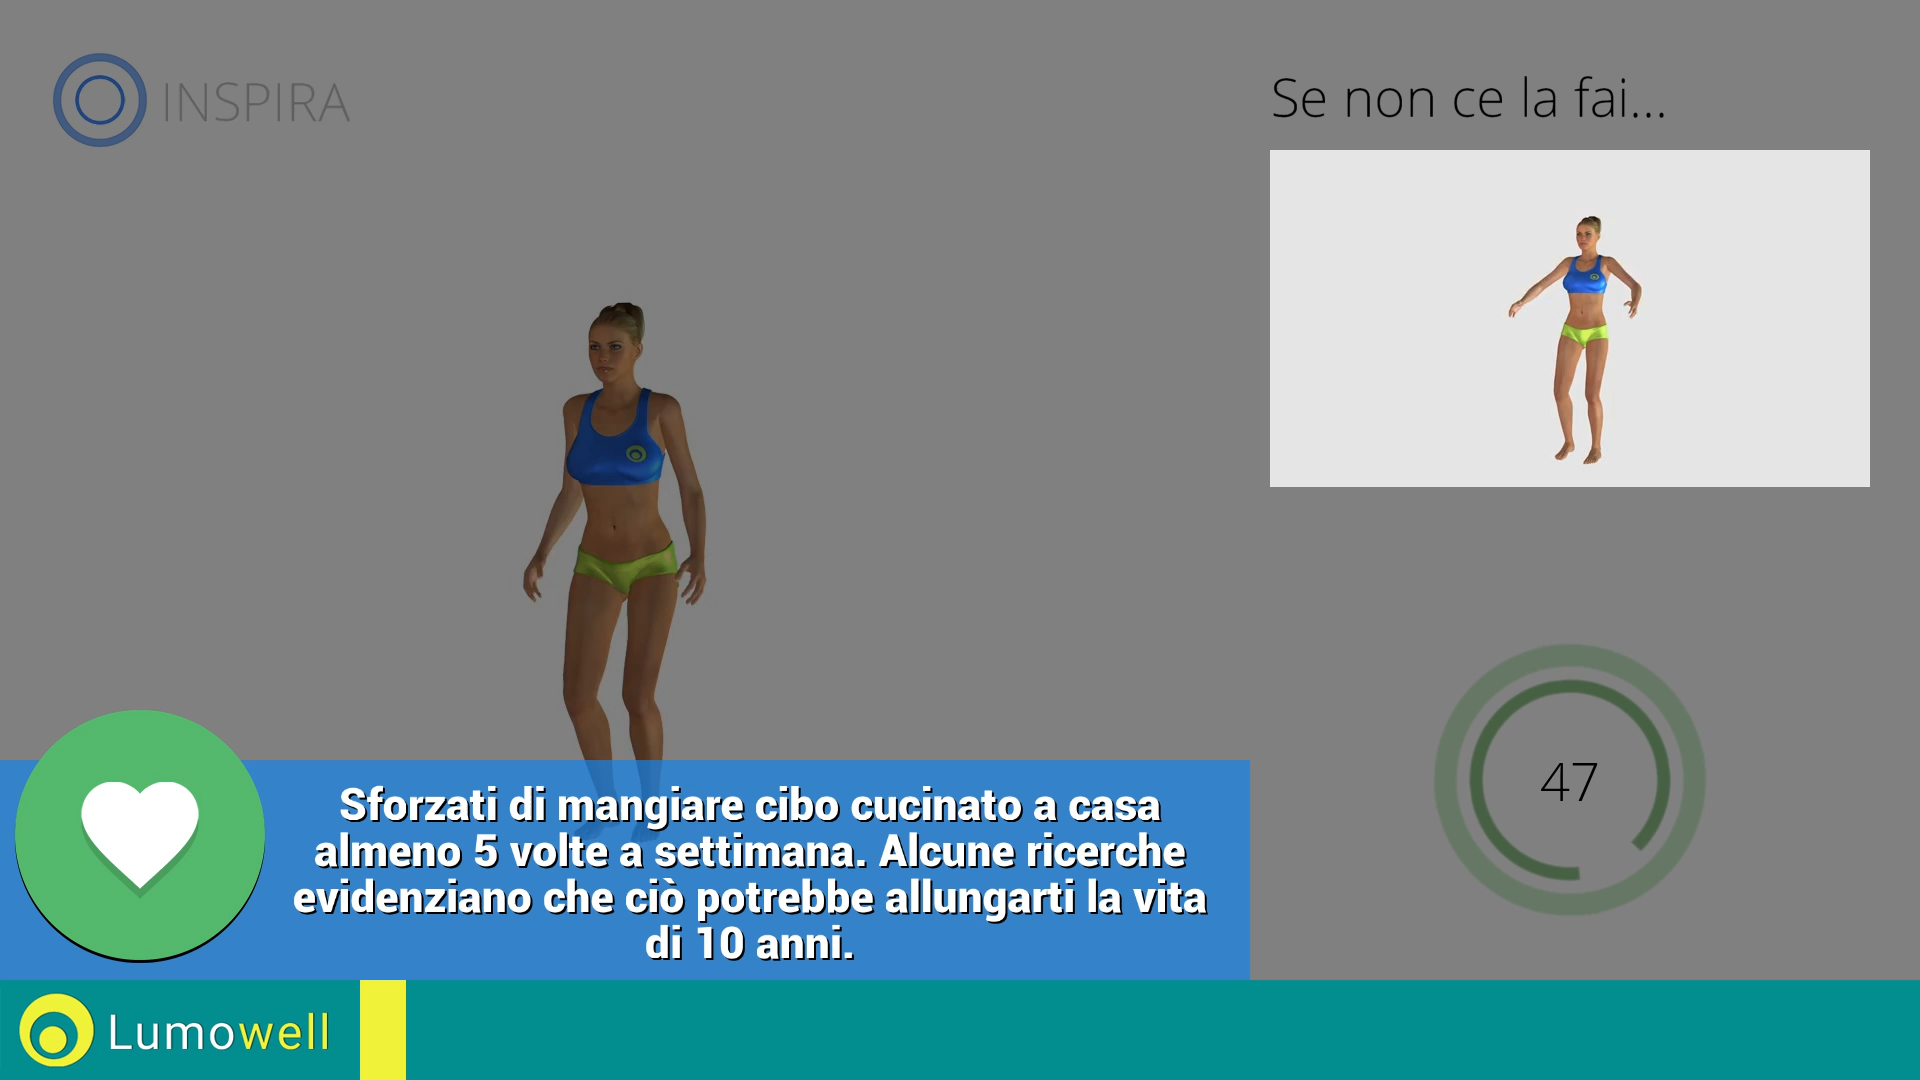 INSPIRA
Se non ce la fai...
47
Sforzati di mangiare cibo cucinato a casa
almeno 5 volte a settimana. Alcune ricerche
evidenziano che ciò potrebbe allungarti la vita
di 10 anni.
Lumowell